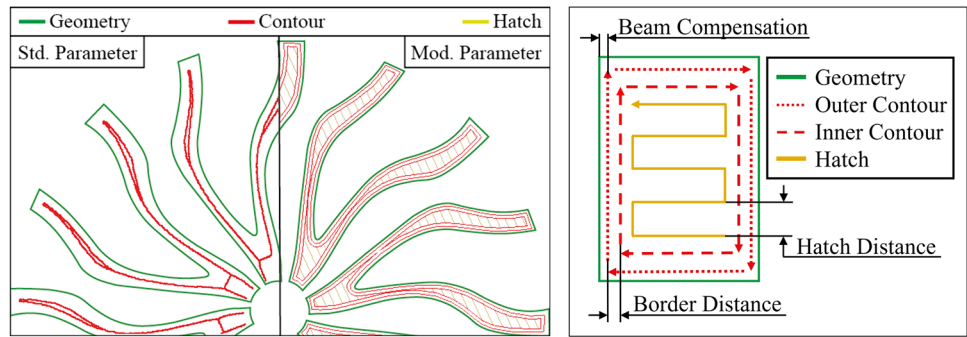 Geometry
Contour
Hatch
Std. Parameter
Mod. Parameter
Beam Compensation
Geometry
Outer Contour
Inner Contour
Hatch
Hatch Distance
Border Distance